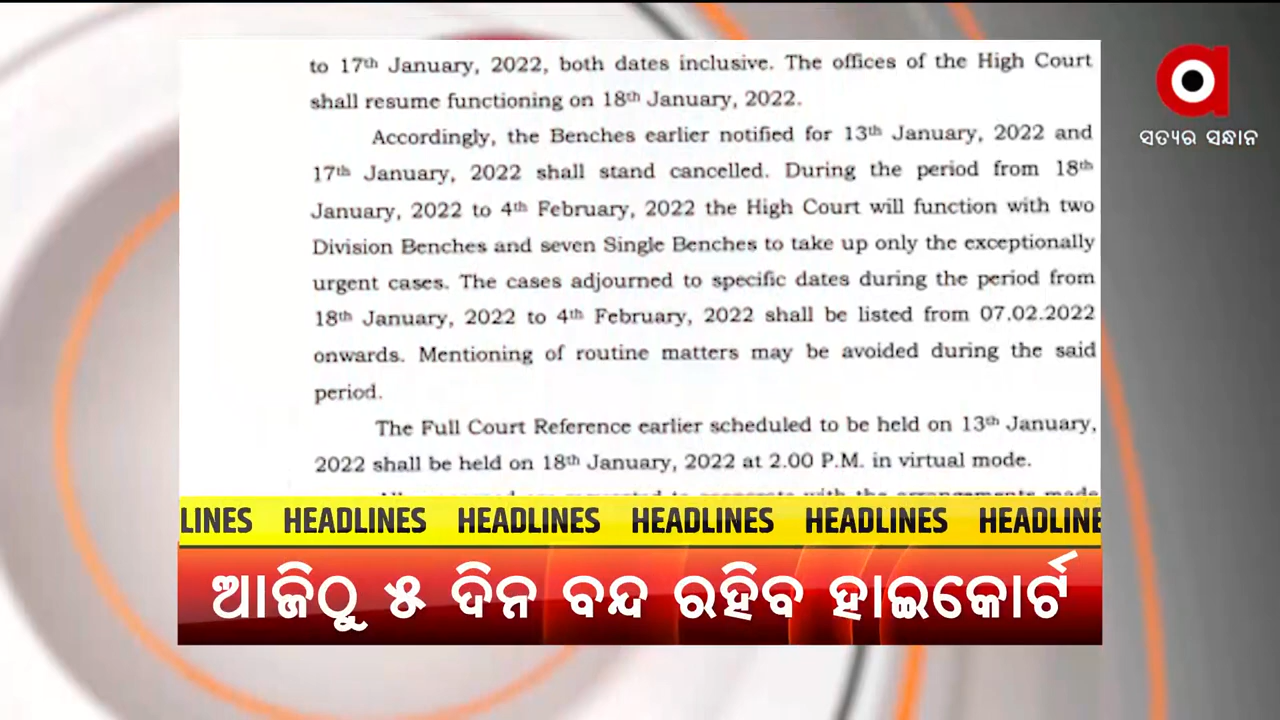 to 17th January, 2022, both dates inclusive. The offices of the High Court
shall resume functioning on 18th January, 2022.
Accordingly, the Benches earlier notified for 13th January, 2022 and
17th January, 2022 shall stand cancelled. During the period from 18th
January, 2022 to 4th February, 2022 the High Court will function with two
Division Benches and seven Single Benches to take up only the exceptionally
urgent cases. The cases adjourned to specific dates during the period from
18th January, 2022 to 4th February, 2022 shall be listed from 07.02.2022
onwards. Mentioning of routine matters may be avoided during the said
period.
The Full Court Reference earlier scheduled to be held on 13th January,
2022 shall be held on 18th January, 2022 at 2.00 P.M. in virtual mode.
LINES HEADLINES HEADLINES HEADLINES HEADLINES HEADLINE
ଆଜିଠୁ ୫ ଦିନ ବନ୍ଦ ରହିବ ହାଇକୋର୍ଟ
ସତ୍ୟର ସନ୍ଧାନ